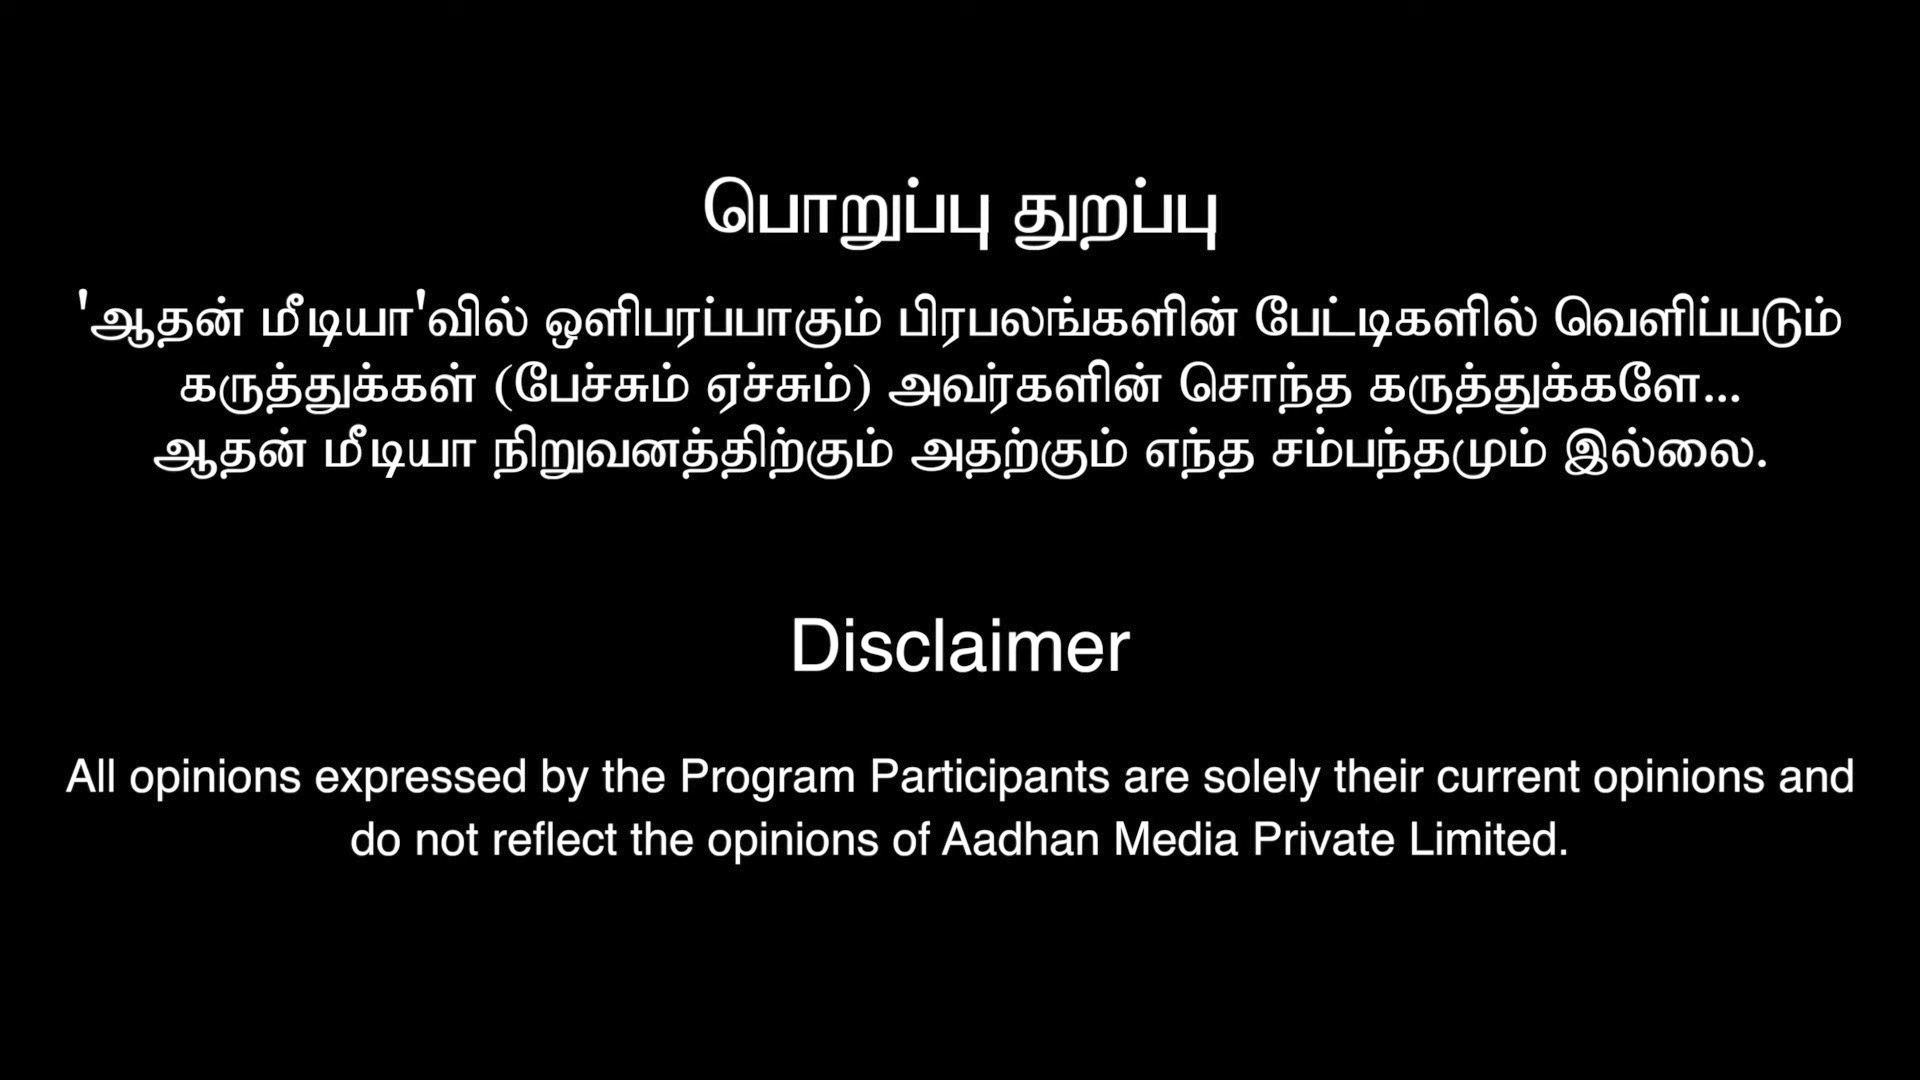 பொறுப்பு துறப்பு
'ஆதன் மீடியா'வில் ஒளிபரப்பாகும் பிரபலங்களின் பேட்டிகளில் வெளிப்படும்
கருத்துக்கள் (பேச்சும் ஏச்சும்) அவர்களின் சொந்த கருத்துக்களே...
ஆதன் மீடியா நிறுவனத்திற்கும் அதற்கும் எந்த சம்பந்தமும் இல்லை.
Disclaimer
All opinions expressed by the Program Participants are solely their current opinions and
do not reflect the opinions of Aadhan Media Private Limited.